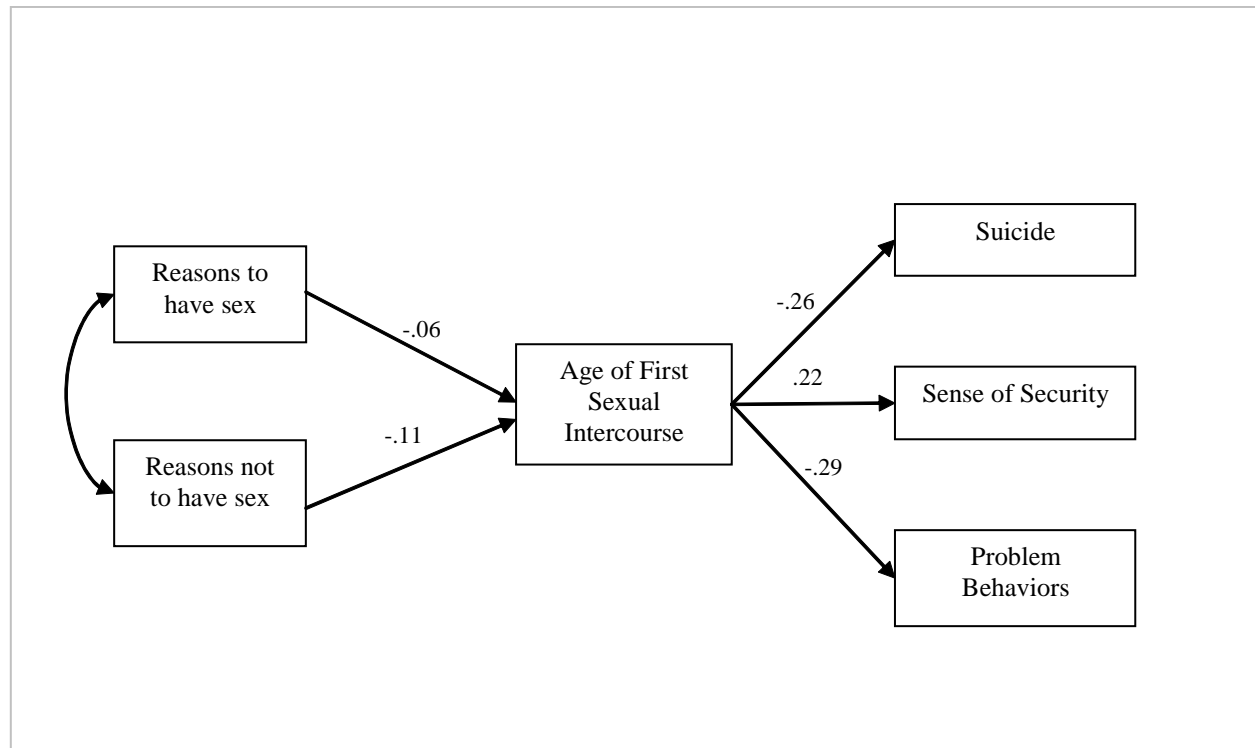 Suicide
Reasons to
have sex
-.26
-.06
Age of First
Sexual
Intercourse
.22
Sense of Security
-.11
Reasons not
to have sex
-.29
Problem
Behaviors